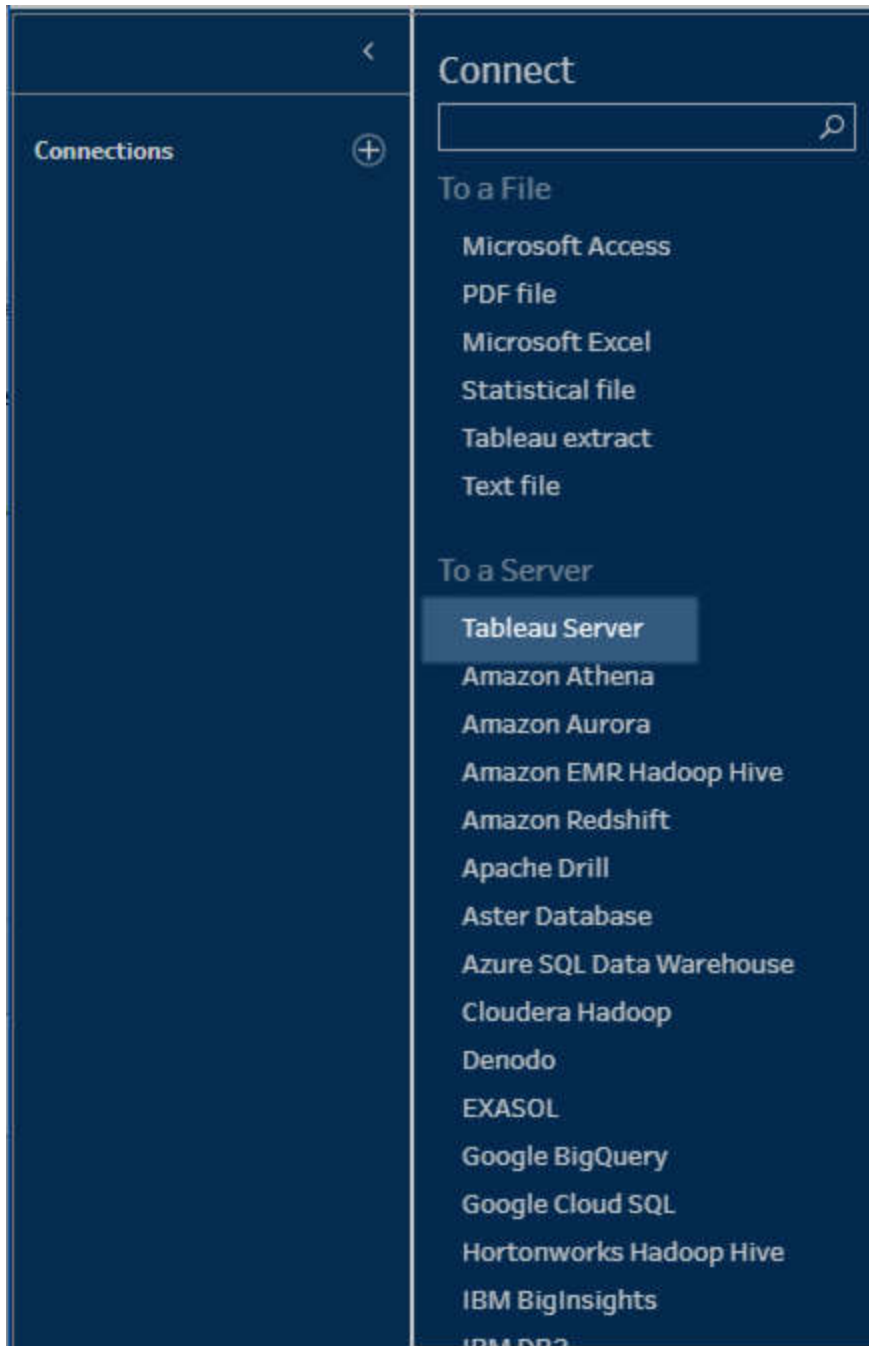 Connections
Connect
To a File
Microsoft Access
PDF file
Microsoft Excel
Statistical file
Tableau extract
Text file
To a Server
Tableau Server
Amazon Athena
Amazon Aurora
Amazon EMR Hadoop Hive
Amazon Redshift
Apache Drill
Aster Database
Azure SQL Data Warehouse
Cloudera Hadoop
Denodo
EXASOL
Google BigQuery
Google Cloud SQL
Hortonworks Hadoop Hive
IBM BigInsights
IBM DB2